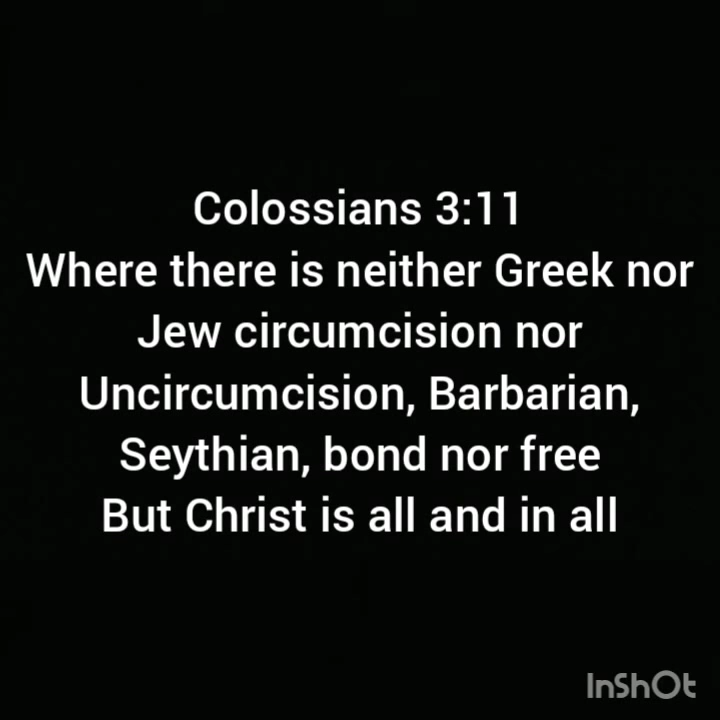 Colossians 3:11
Where there is neither Greek nor
Jew circumcision nor
Uncircumcision, Barbarian,
Seythian, bond nor free
But Christ is all and in all
InShOt